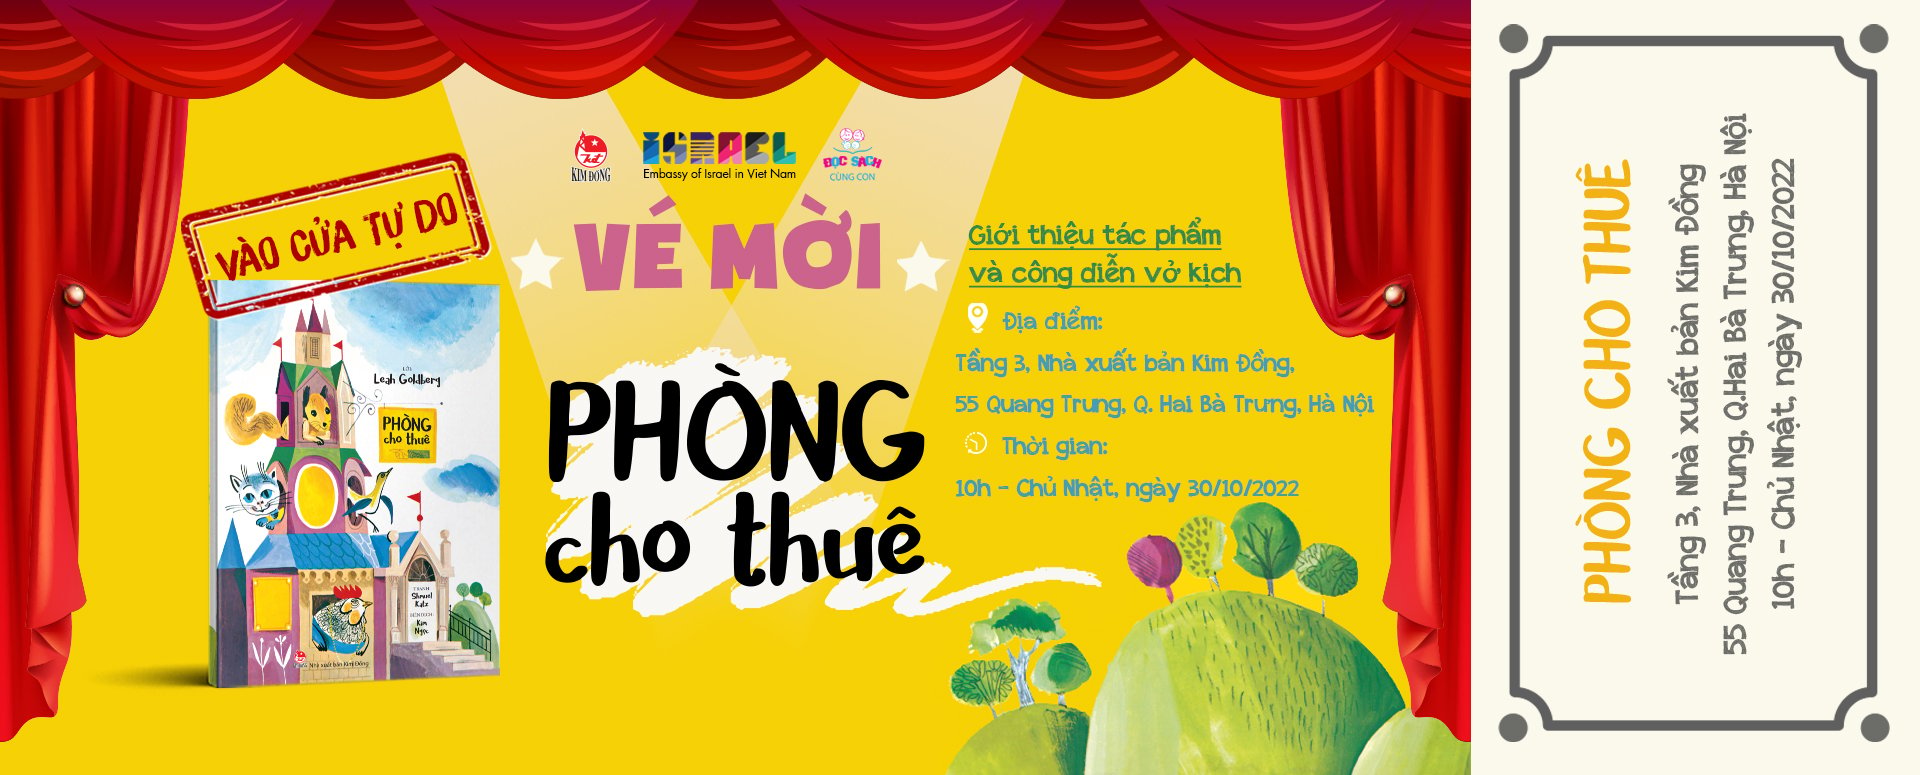 KIM ĐỒNG
ISRAEL
Embassy of Israel in Viet Nam
ĐỌC SÁCH
CÙNG CON
VÀO CỬA TỰ DO
VÉ MỜI
PHÒNG
cho thuê
Giới thiệu tác phẩm
và công diễn vở kịch
Địa điểm:
Tầng 3, Nhà xuất bản Kim Đồng,
55 Quang Trung, Q. Hai Bà Trưng, Hà Nội
Thời gian:
10h - Chủ Nhật, ngày 30/10/2022
LỜI
Leah Goldberg
PHÒNG
cho thuê
TRANH
Shmuel
Katz
Kim
Ngọc
Nhà xuất bản Kim Đồng
PHÒNG CHO THUÊ
Tầng 3, Nhà xuất bản Kim Đồng
55 Quang Trung, Q.Hai Bà Trưng, Hà Nội
10h - Chủ Nhật, ngày 30/10/2022